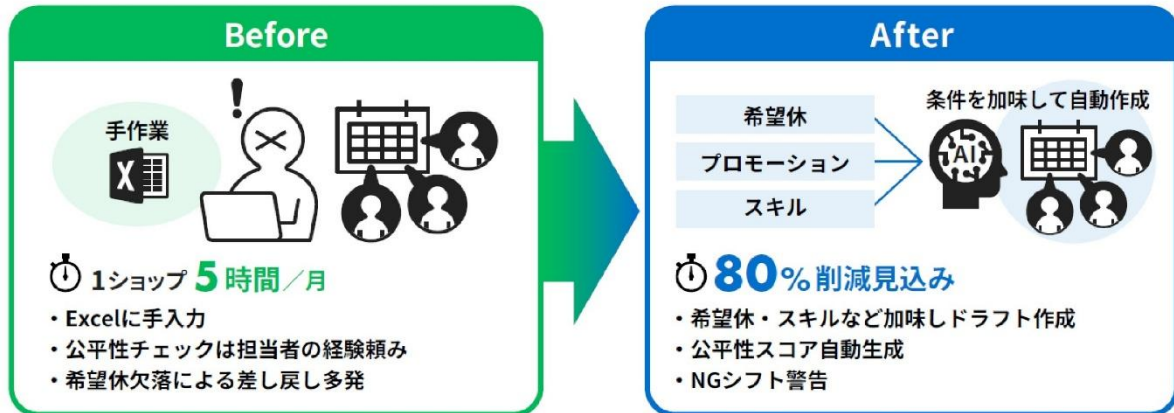 Before
手作業
X
!
1ショップ 5時間／月
・Excelに手入力
・公平性チェックは担当者の経験頼み
・希望休欠落による差し戻し多発
After
希望休
プロモーション
スキル
条件を加味して自動作成
AI
80%削減見込み
・希望休・スキルなど加味しドラフト作成
・公平性スコア自動生成
・NGシフト警告